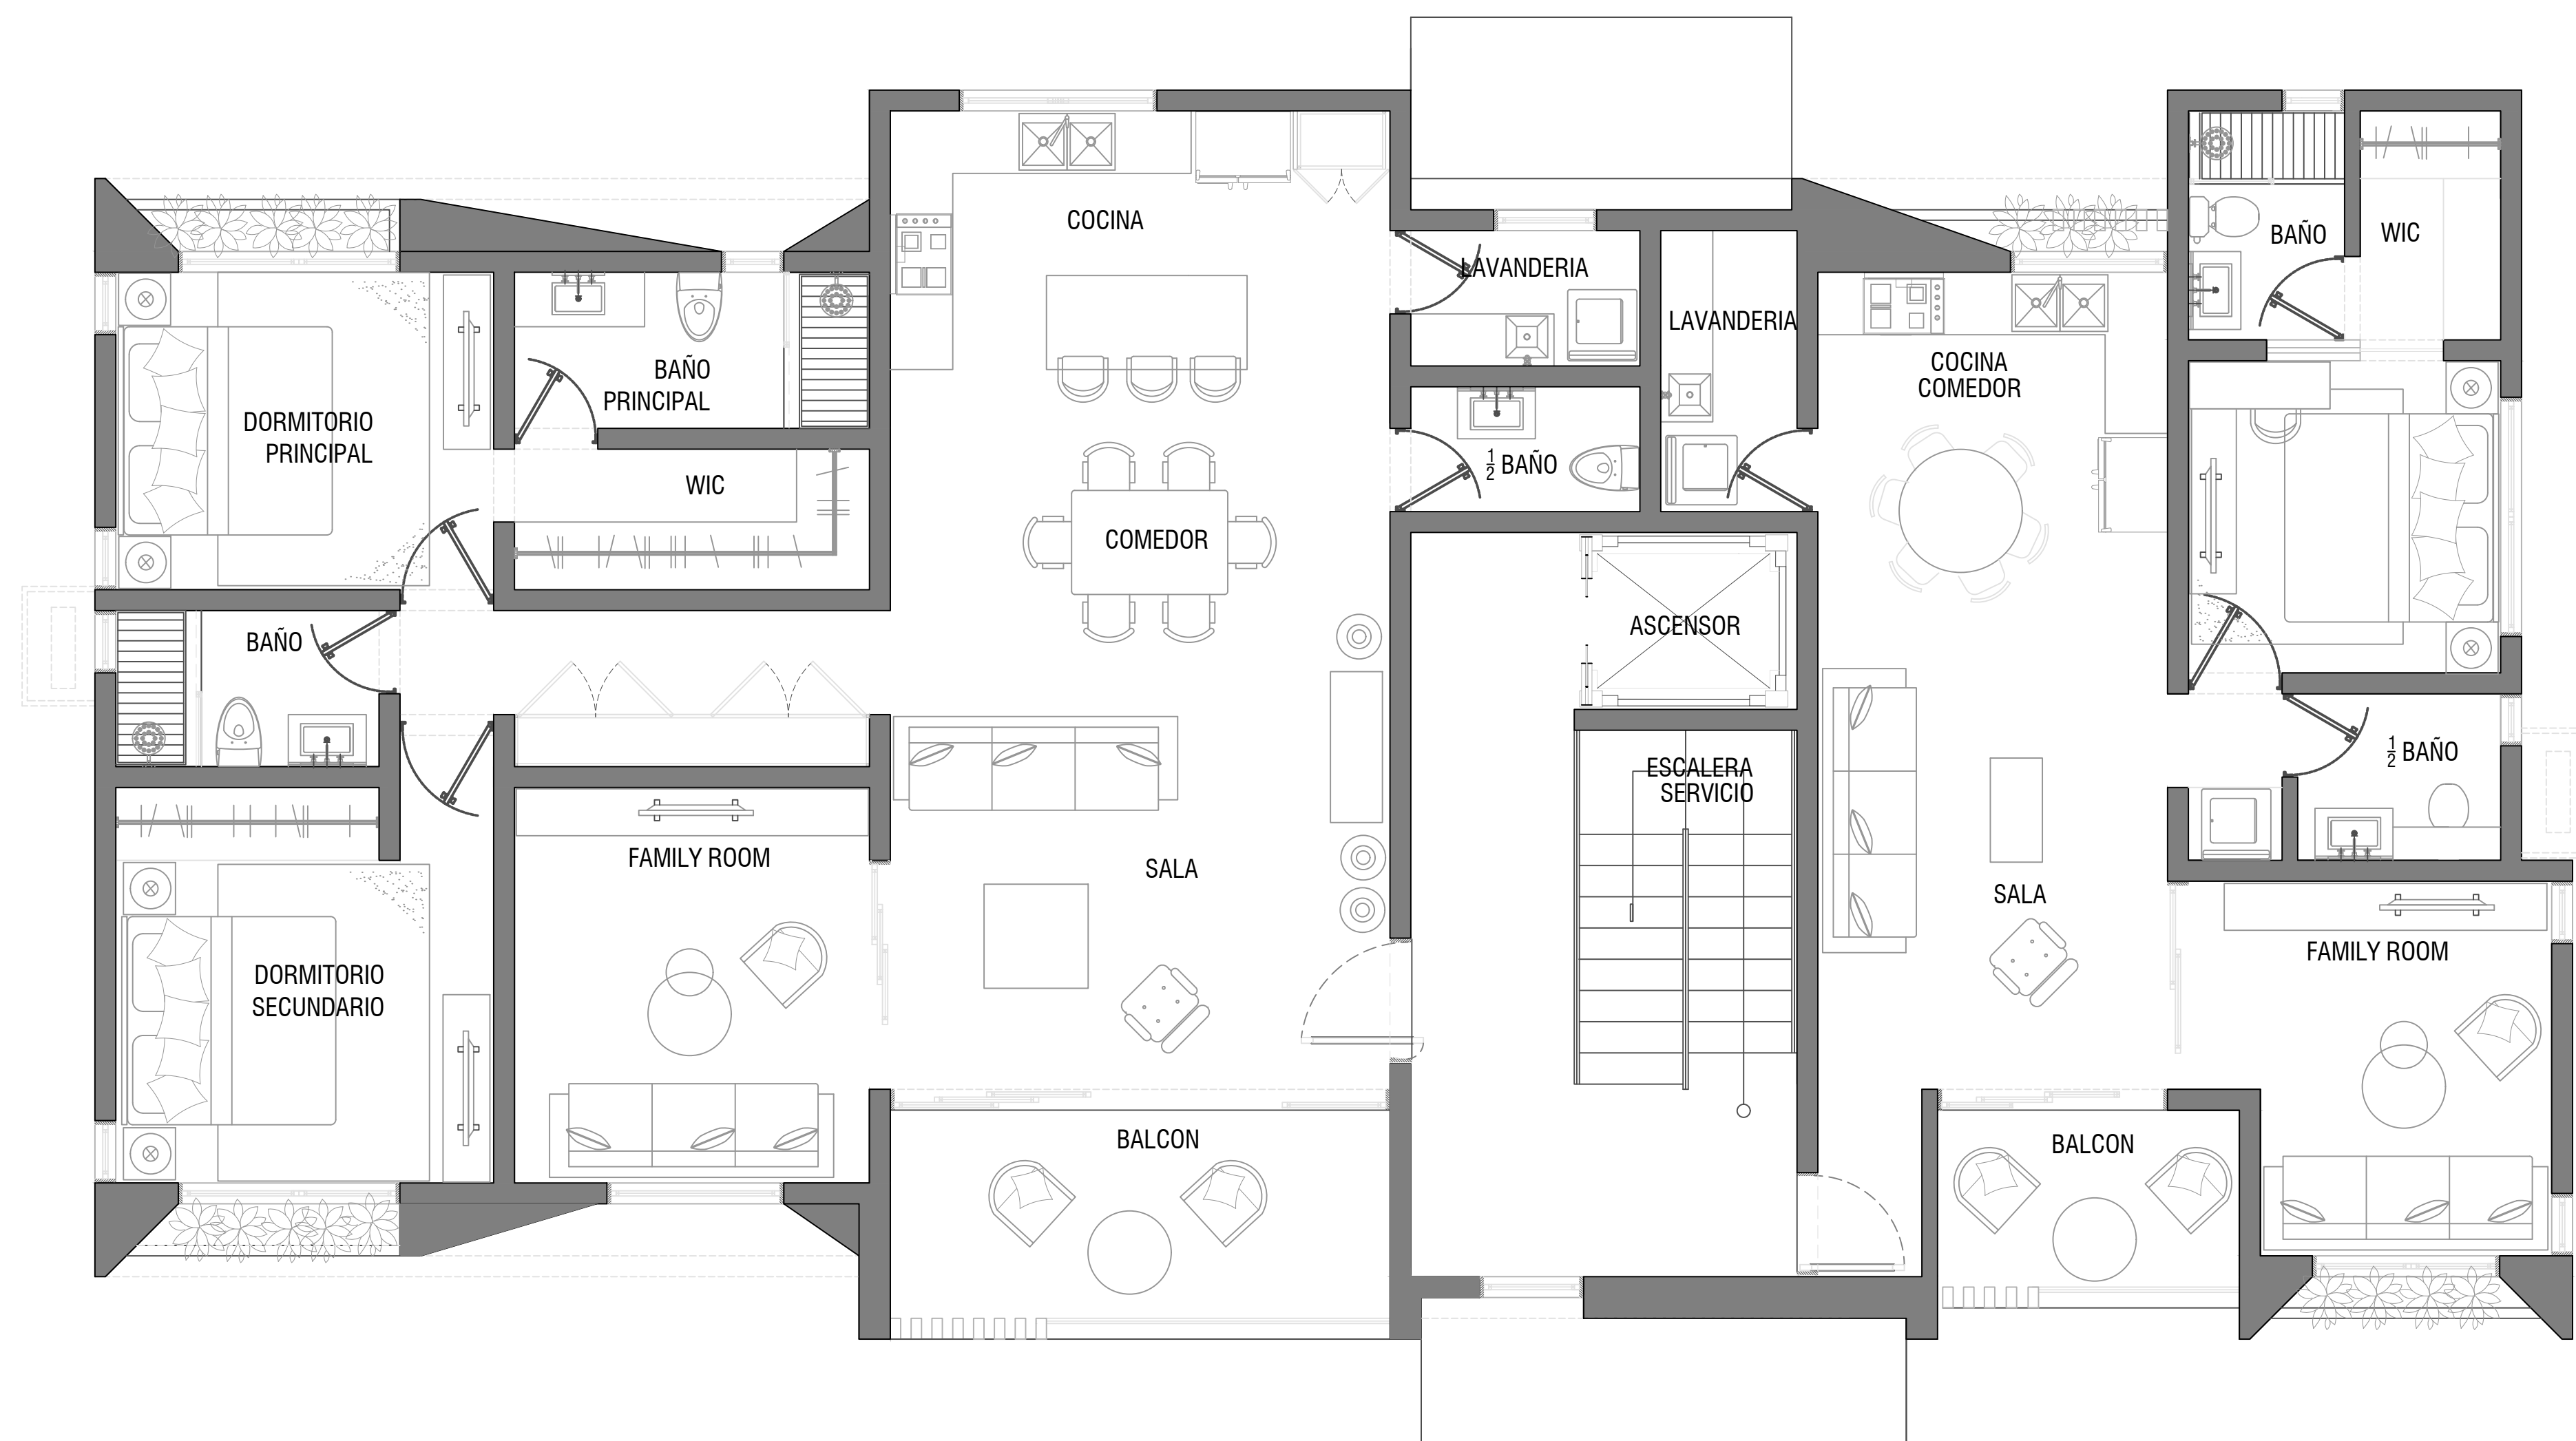 COCINA
LAVANDERIA
BAÑO
WIC
LAVANDERIA
COCINA
COMEDOR
BAÑO
PRINCIPAL
DORMITORIO
PRINCIPAL
WIC
½ BAÑO
COMEDOR
ASCENSOR
BAÑO
ESCALERA
SERVICIO
½ BAÑO
FAMILY ROOM
SALA
SALA
FAMILY ROOM
DORMITORIO
SECUNDARIO
BALCON
BALCON